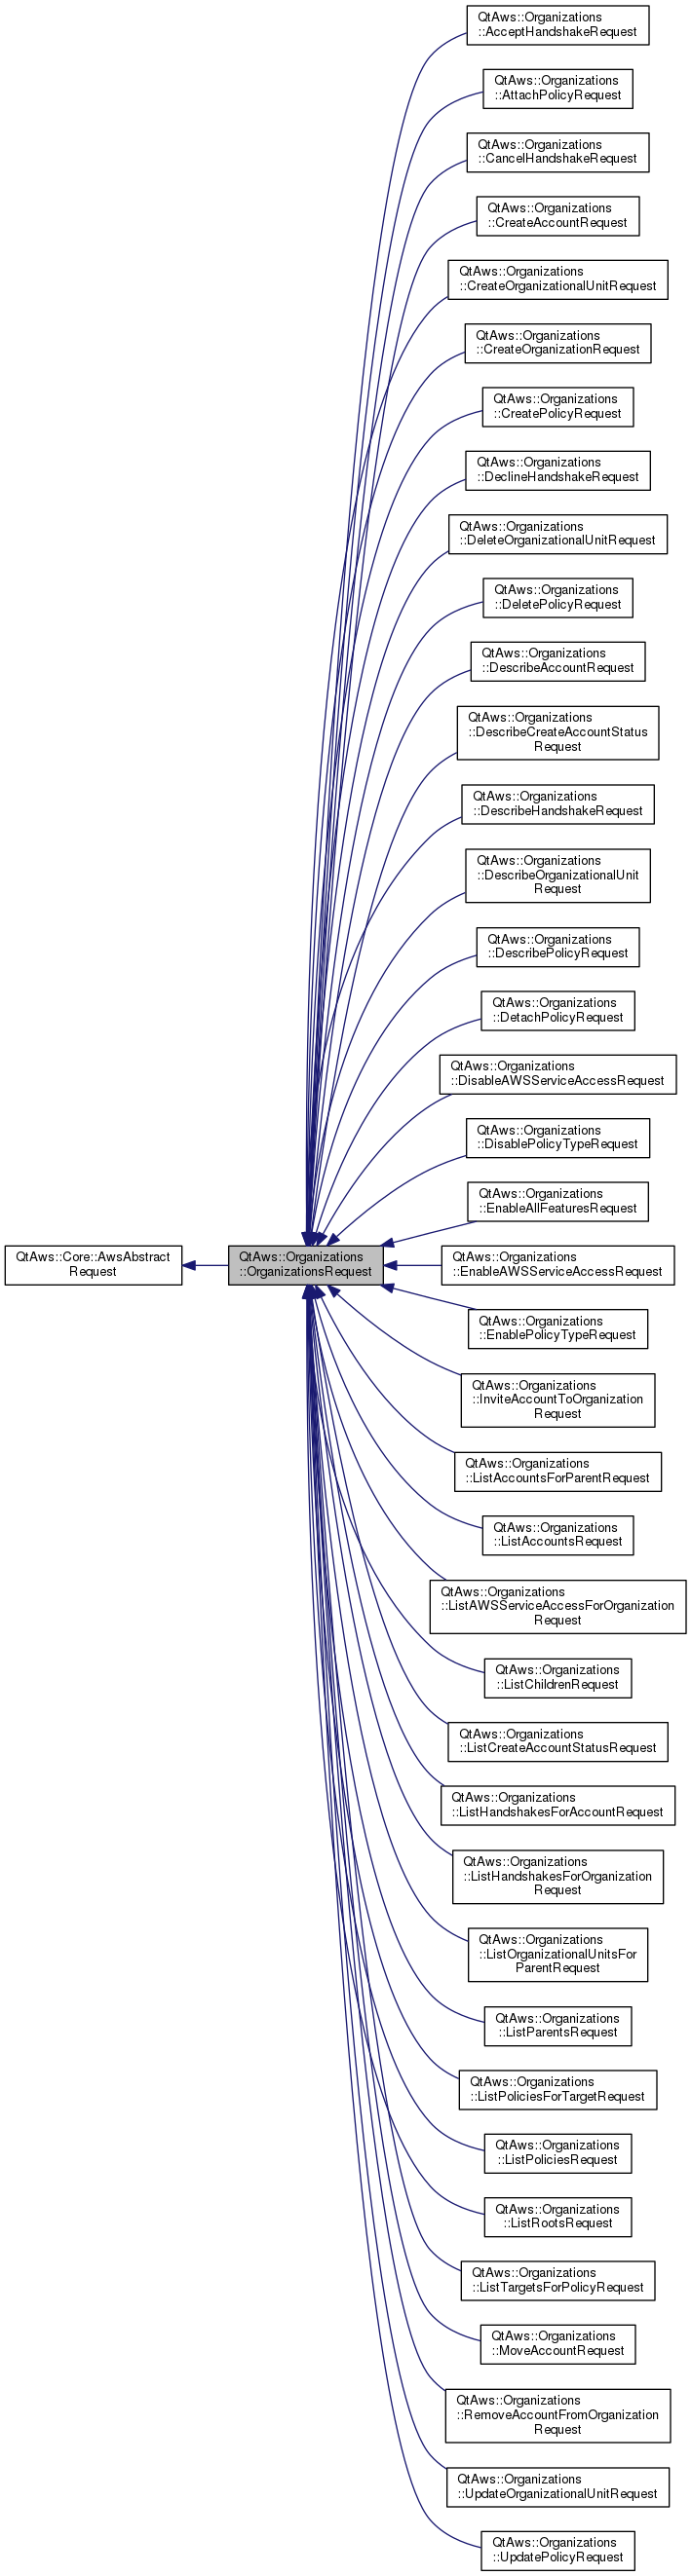 QtAws::Core::AwsAbstract
Request
QtAws::Organizations
::OrganizationsRequest
QtAws::Organizations
::AcceptHandshakeRequest
QtAws::Organizations
::AttachPolicyRequest
QtAws::Organizations
::CancelHandshakeRequest
QtAws::Organizations
::CreateAccountRequest
QtAws::Organizations
::CreateOrganizationalUnitRequest
QtAws::Organizations
::CreateOrganizationRequest
QtAws::Organizations
::CreatePolicyRequest
QtAws::Organizations
::DeclineHandshakeRequest
QtAws::Organizations
::DeleteOrganizationalUnitRequest
QtAws::Organizations
::DeletePolicyRequest
QtAws::Organizations
::DescribeAccountRequest
QtAws::Organizations
::DescribeCreateAccountStatus
Request
QtAws::Organizations
::DescribeHandshakeRequest
QtAws::Organizations
::DescribeOrganizationalUnit
Request
QtAws::Organizations
::DescribePolicyRequest
QtAws::Organizations
::DetachPolicyRequest
QtAws::Organizations
::DisableAWSServiceAccessRequest
QtAws::Organizations
::DisablePolicyTypeRequest
QtAws::Organizations
::EnableAllFeaturesRequest
QtAws::Organizations
::EnableAWSServiceAccessRequest
QtAws::Organizations
::EnablePolicyTypeRequest
QtAws::Organizations
::InviteAccountToOrganization
Request
QtAws::Organizations
::ListAccountsForParentRequest
QtAws::Organizations
::ListAccountsRequest
QtAws::Organizations
::ListAWSServiceAccessForOrganization
Request
QtAws::Organizations
::ListChildrenRequest
QtAws::Organizations
::ListCreateAccountStatusRequest
QtAws::Organizations
::ListHandshakesForAccountRequest
QtAws::Organizations
::ListHandshakesForOrganization
Request
QtAws::Organizations
::ListOrganizationalUnitsFor
ParentRequest
QtAws::Organizations
::ListParentsRequest
QtAws::Organizations
::ListPoliciesForTargetRequest
QtAws::Organizations
::ListPoliciesRequest
QtAws::Organizations
::ListRootsRequest
QtAws::Organizations
::ListTargetsForPolicyRequest
QtAws::Organizations
::MoveAccountRequest
QtAws::Organizations
::RemoveAccountFromOrganization
Request
QtAws::Organizations
::UpdateOrganizationalUnitRequest
QtAws::Organizations
::UpdatePolicyRequest